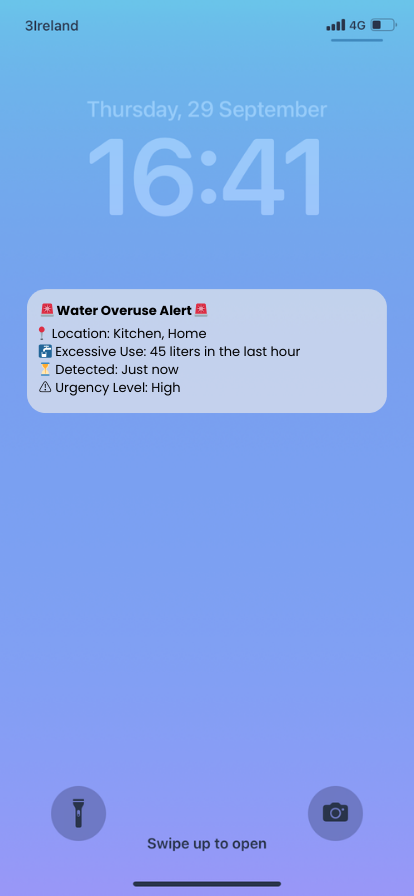 3Ireland 4G
Thursday, 29 September
16:41
🚨 Water Overuse Alert 🚨
📍 Location: Kitchen, Home
🚰 Excessive Use: 45 liters in the last hour
⏳ Detected: Just now
⚠ Urgency Level: High
Swipe up to open